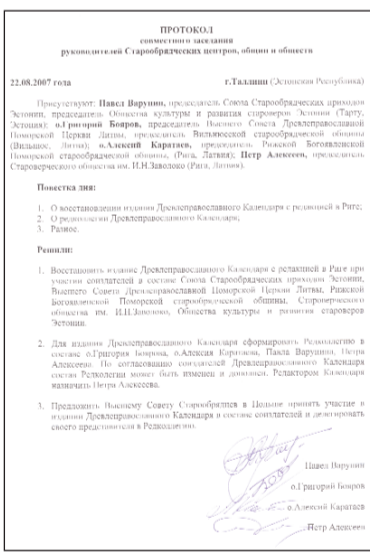 ПРОТОКОЛ
совместного заседания
руководителей Старообрядческих центров, общин и обществ
22.08.2007 года г.Таллинн (Эстонская Республика)
Присутствуют: Павел Варунин, председатель Союза Старообрядческих приходов
Эстонии, председатель Общества культуры и развития староверов Эстонии (Тарту,
Эстония); о.Григорий Бояров, председатель Высшего Совета Древлеправославной
Поморской Церкви Литвы, председатель Вильнюсской старообрядческой общины
(Вильнюс, Литва); о.Алексий Каратаев, председатель Рижской Богоявленской
Поморской старообрядческой общины, (Рига, Латвия); Петр Алексеев, председатель
Староверческого общества им. И.Н.Заволоко (Рига, Латвия).
Повестка дня:
1. О восстановлении издания Древлеправославного Календаря с редакцией в Риге;
2. О редколлегии Древлеправославного Календаря;
3. Разное.
Решили:
1. Восстановить издание Древлеправославного Календаря с редакцией в Риге при
участии соиздателей в составе Союза Старообрядческих приходов Эстонии,
Высшего Совета Древлеправославной Поморской Церкви Литвы, Рижской
Богоявленской Поморской старообрядческой общины, Староверческого
общества им. И.Н.Заволоко, Общества культуры и развития староверов
Эстонии.
2. Для издания Древлеправославного Календаря сформировать Редколлегию в
составе о.Григория Боярова, о.Алексия Каратаева, Павла Варунина, Петра
Алексеева. По согласованию соиздателей Древлеправославного Календаря
состав Редколлегии может быть изменен и дополнен. Редактором Календаря
назначить Петра Алексеева.
3. Предложить Высшему Совету Старообрядцев в Польше принять участие в
издании Древлеправославного Календаря в составе соиздателей и делегировать
своего представителя в Редколлегию.
Павел Варунин
о.Григорий Бояров
о.Алексий Каратаев
Петр Алексеев